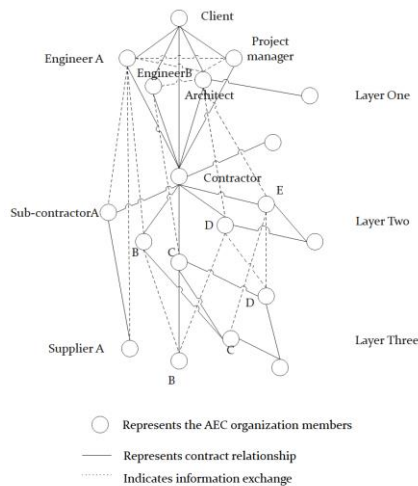 Client
Project
manager
Engineer A
EngineerB
Architect
Layer One
Contractor
E
Sub-contractorA
D
Layer Two
B
C
D
Supplier A
C
Layer Three
B
Represents the AEC organization members
Represents contract relationship
Indicates information exchange